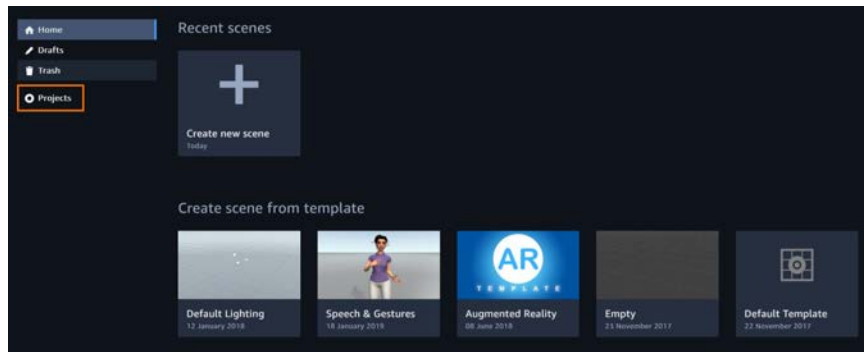 Home
Drafts
Trash
Projects
Recent scenes
Create new scene
Today
Create scene from template
AR
TEMPLATE
Default Lighting
12 January 2018
Speech & Gestures
18 January 2019
Augmented Reality
08 June 2018
Empty
21 November 2017
Default Template
22 November 2017